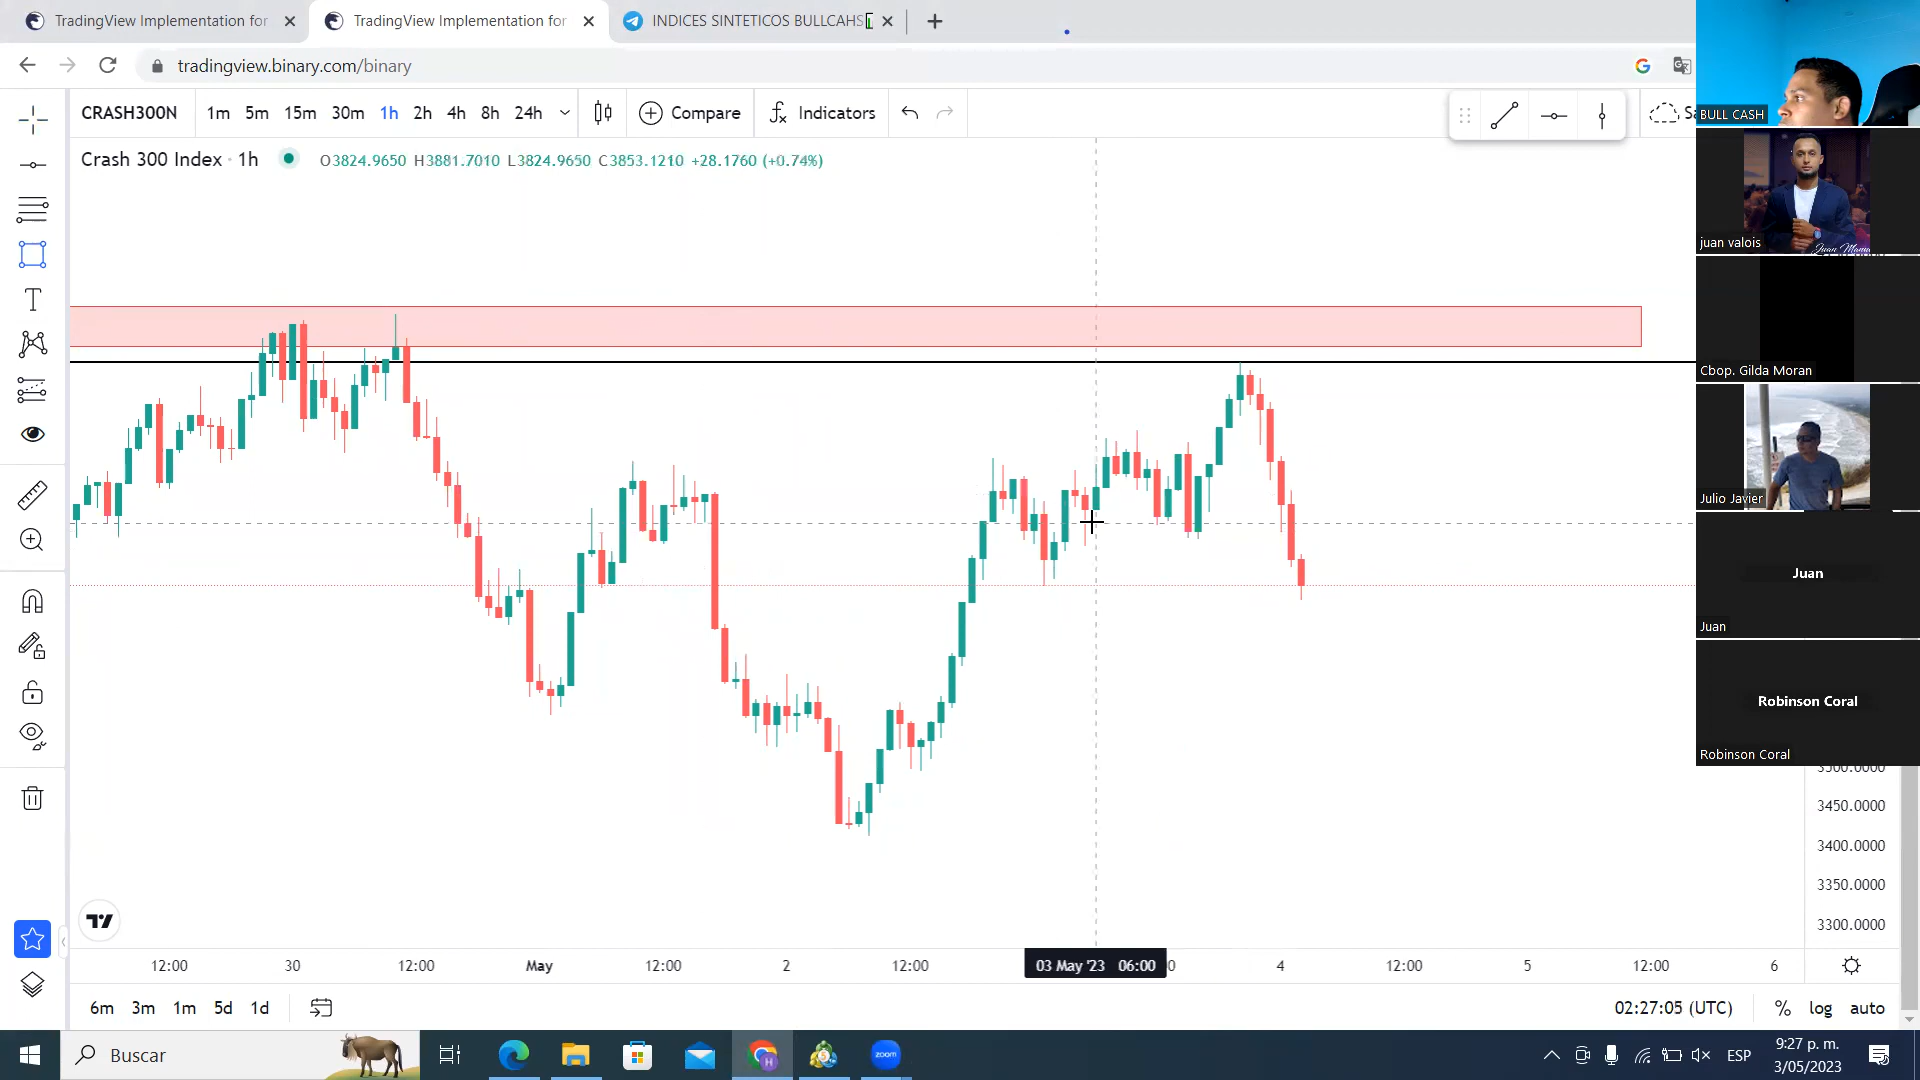 TradingView Implementation for
TradingView Implementation for
INDICES SINTETICOS BULLCAHS
tradingview.binary.com/binary
CRASH300N
1m 5m 15m 30m 1h 2h 4h 8h 24h
Compare
Indicators
Crash 300 Index · 1h
O3824.9650 H3881.7010 L3824.9650 C3853.1210 +28.1760 (+0.74%)
BULL CASH
juan valois
Cbop. Gilda Moran
Julio Javier
Juan
Juan
Robinson Coral
Robinson Coral
3500.0000
3450.0000
3400.0000
3350.0000
3300.0000
12:00 30 12:00 May 12:00 2 12:00 03 May '23 06:00 4 12:00 5 12:00 6
6m 3m 1m 5d 1d
02:27:05 (UTC) % log auto
Buscar
zoom
ESP
9:27 p. m.
3/05/2023